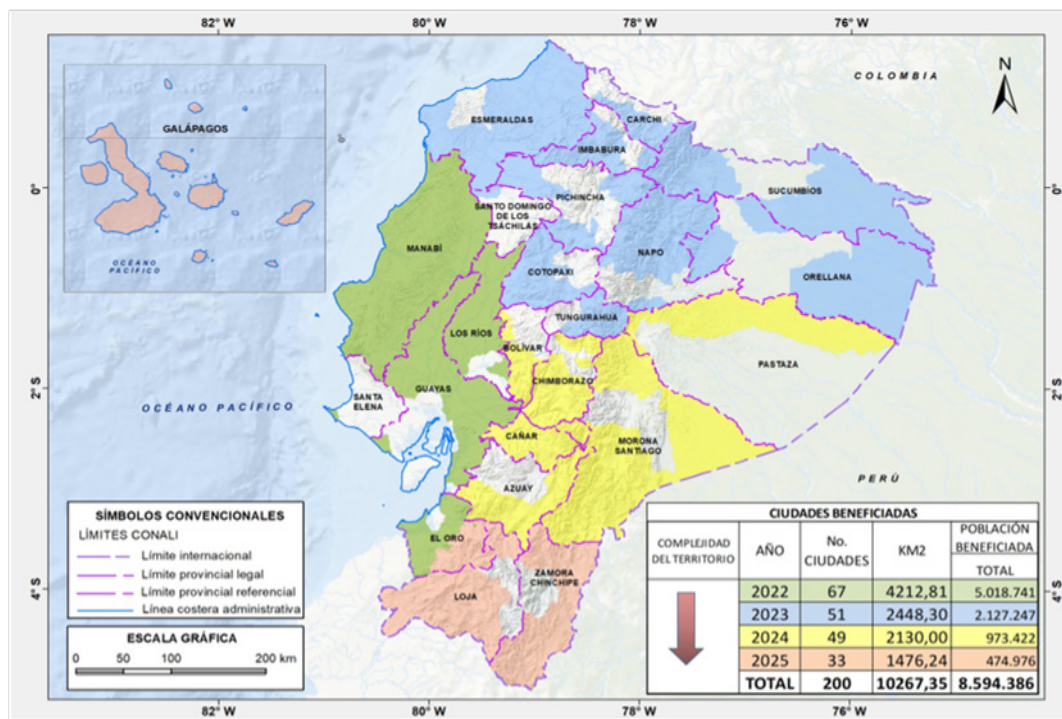 82° W
80° W
78° W
76° W
COLOMBIA
N
GALÁPAGOS
0°
OCÉANO
PACÍFICO
ESMERALDAS
CARCHI
IMBABURA
0°
0°
SUCUMBÍOS
PICHINCHA
SANTO DOMINGO
DE LOS
TSÁCHILAS
MANABÍ
NAPO
COTOPAXI
ORELLANA
TUNGURAHUA
LOS RÍOS
BOLÍVAR
PASTAZA
CHIMBORAZO
2° S
2° S
GUAYAS
SANTA
ELENA
OCÉANO PACÍFICO
CAÑAR
MORONA
SANTIAGO
AZUAY
PERÚ
EL ORO
ZAMORA
CHINCHIPE
LOJA
4° S
4° S
SÍMBOLOS CONVENCIONALES
LÍMITES CONALI
Límite internacional
Límite provincial legal
Límite provincial referencial
Línea costera administrativa
ESCALA GRÁFICA
0 50 100 200 km
CIUDADES BENEFICIADAS
COMPLEJIDAD
DEL TERRITORIO
AÑO
No.
CIUDADES
KM2
POBLACIÓN
BENEFICIADA
TOTAL
2022 67 4212,81 5.018.741
2023 51 2448,30 2.127.247
2024 49 2130,00 973.422
2025 33 1476,24 474.976
TOTAL 200 10267,35 8.594.386
82° W
80° W
78° W
76° W